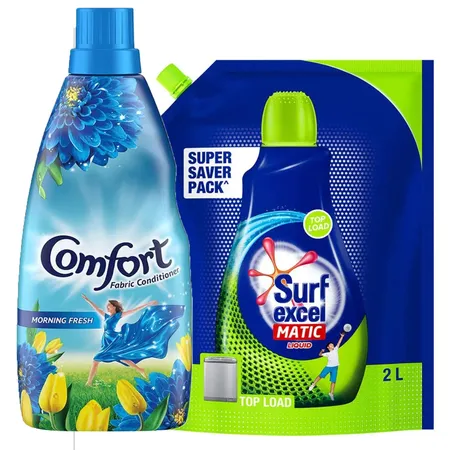 Comfort
Fabric Conditioner
MORNING FRESH
SUPER
SAVER
PACK^
TOP
LOAD
Surf
excel
MATIC
LIQUID
2 L
TOP LOAD